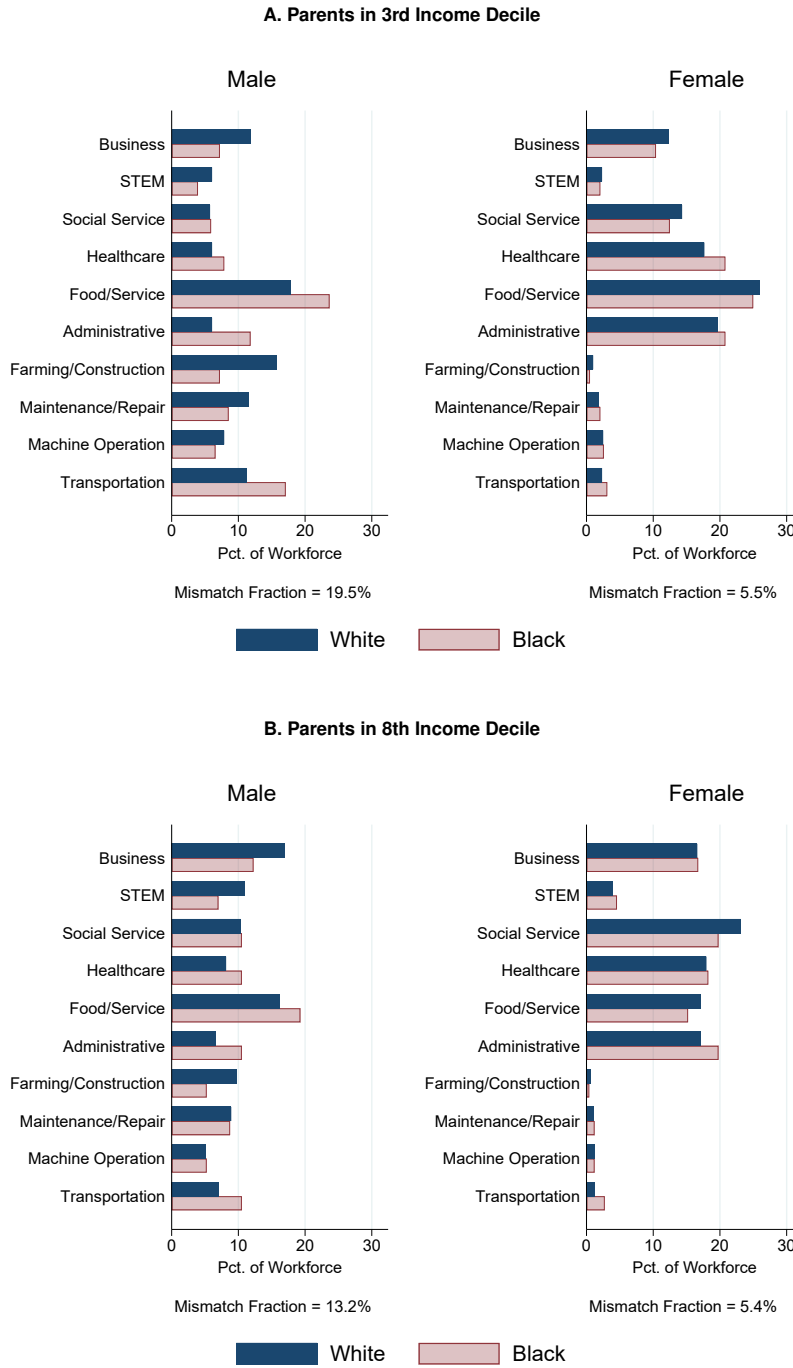 A. Parents in 3rd Income Decile
Male
Business
STEM
Social Service
Healthcare
Food/Service
Administrative
Farming/Construction
Maintenance/Repair
Machine Operation
Transportation
0 10 20 30
Pct. of Workforce
Mismatch Fraction = 19.5%
Female
Business
STEM
Social Service
Healthcare
Food/Service
Administrative
Farming/Construction
Maintenance/Repair
Machine Operation
Transportation
0 10 20 30
Pct. of Workforce
Mismatch Fraction = 5.5%
White Black
B. Parents in 8th Income Decile
Male
Business
STEM
Social Service
Healthcare
Food/Service
Administrative
Farming/Construction
Maintenance/Repair
Machine Operation
Transportation
0 10 20 30
Pct. of Workforce
Mismatch Fraction = 13.2%
Female
Business
STEM
Social Service
Healthcare
Food/Service
Administrative
Farming/Construction
Maintenance/Repair
Machine Operation
Transportation
0 10 20 30
Pct. of Workforce
Mismatch Fraction = 5.4%
White Black